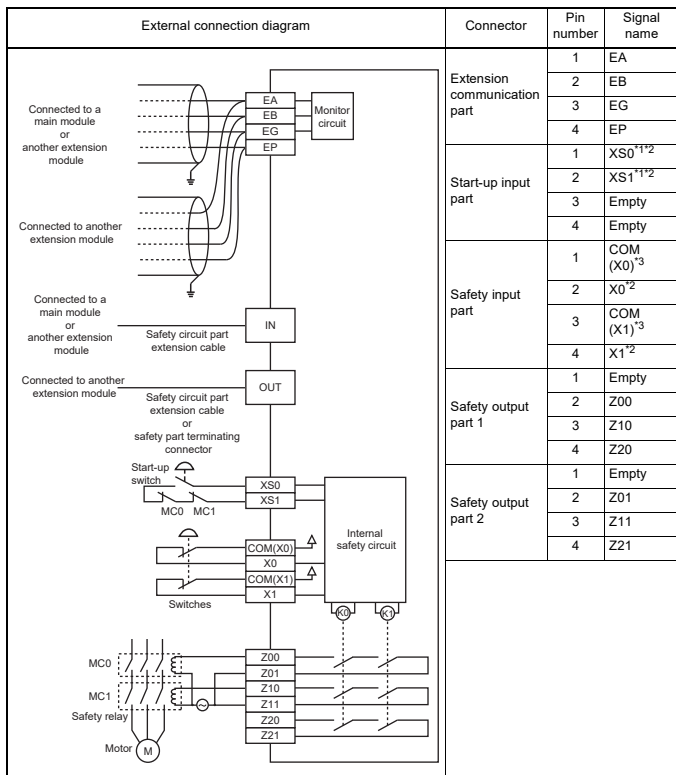 External connection diagram
Connector
Pin
number
Signal
name
Connected to a
main module
or
another extension
module
EA
EB
EG
EP
Monitor
circuit
Connected to another
extension module
Connected to a
main module
or
another extension
module
Safety circuit part
extension cable
IN
Connected to another
extension module
Safety circuit part
extension cable
or
safety part terminating
connector
OUT
Start-up
switch
MC0 MC1
XS0
XS1
Internal
safety circuit
COM(X0)
X0
COM(X1)
X1
Switches
K0 K1
MC0
MC1
Safety relay
Motor
M
Z00
Z01
Z10
Z11
Z20
Z21
Extension
communication
part
1 EA
2 EB
3 EG
4 EP
Start-up input
part
1 XS0*1*2
2 XS1*1*2
3 Empty
4 Empty
Safety input
part
1 COM
(X0)*3
2 X0*2
3 COM
(X1)*3
4 X1*2
Safety output
part 1
1 Empty
2 Z00
3 Z10
4 Z20
Safety output
part 2
1 Empty
2 Z01
3 Z11
4 Z21